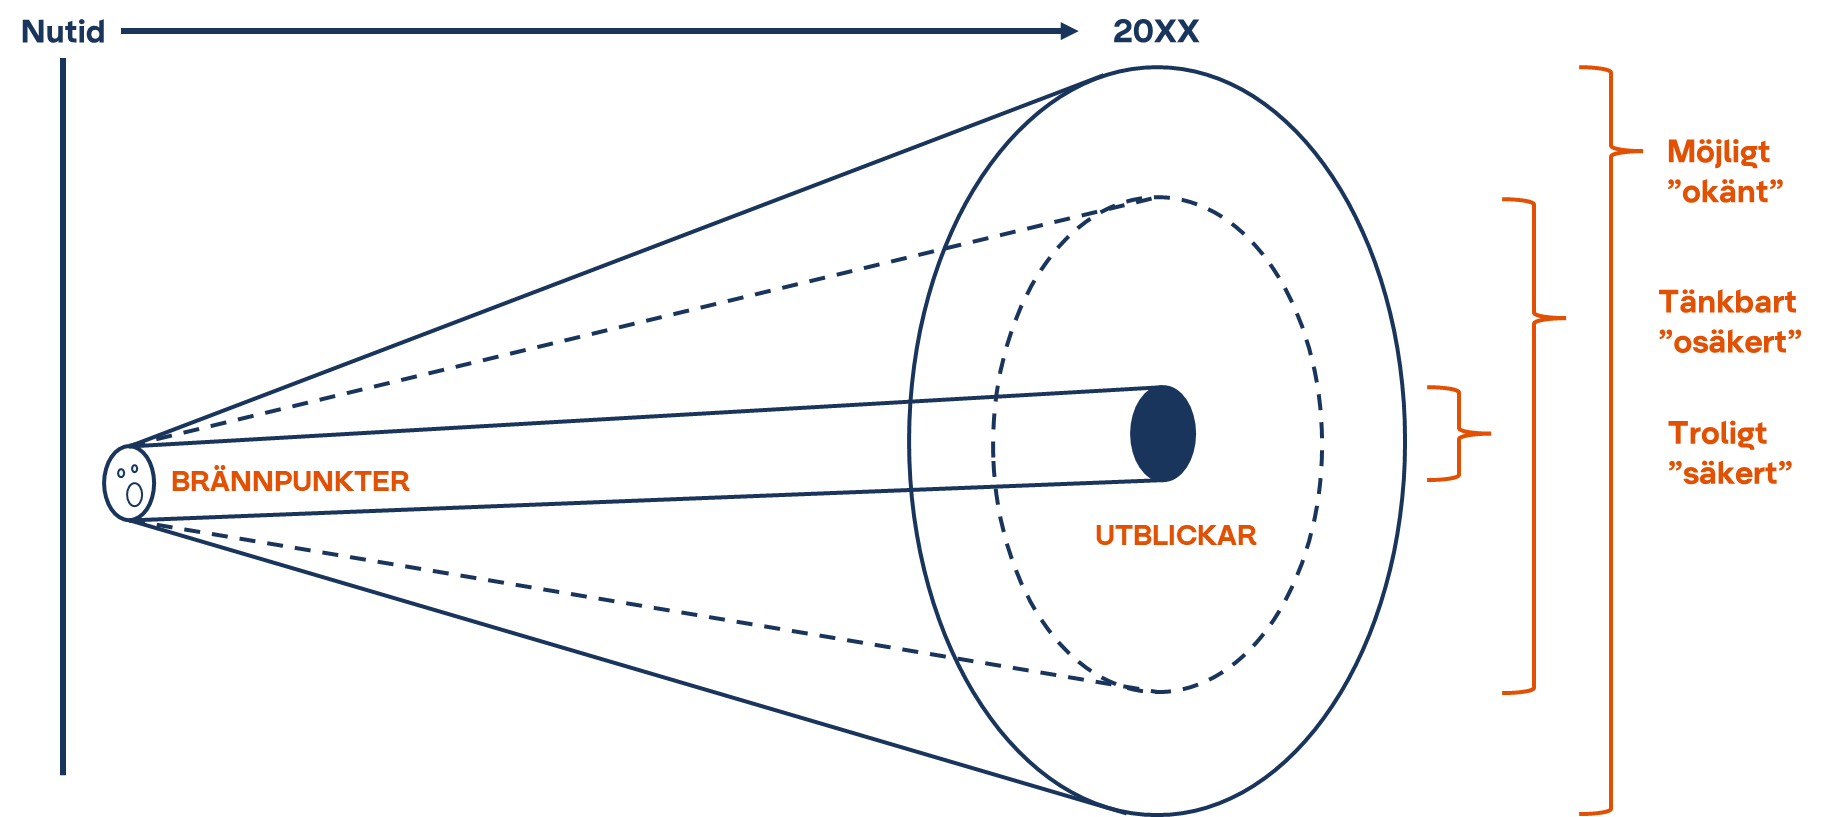 Nutid
20XX
Möjligt
”okänt”
Tänkbart
”osäkert”
Troligt
”säkert”
BRÄNNPUNKTER
UTBLICKAR